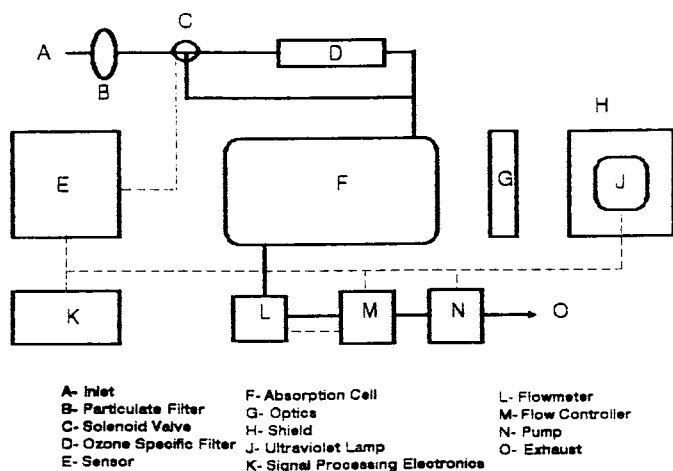 C
A
D
B
H
E
F
G
J
K
L
M
N
O
A- Inlet
B- Particulate Filter
C- Solenoid Valve
D- Ozone Specific Filter
E- Sensor
F- Absorption Cell
G- Optics
H- Shield
J- Ultraviolet Lamp
K- Signal Processing Electronics
L- Flowmeter
M- Flow Controller
N- Pump
O- Exhaust